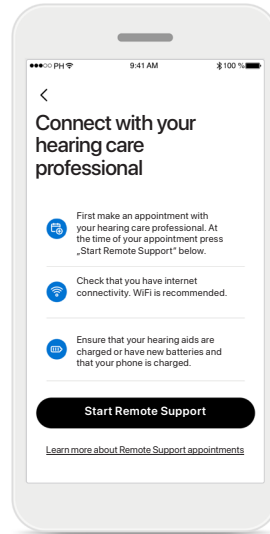 ●●●○○ PH 9:41 AM 100 %
Connect with your
hearing care
professional
First make an appointment with
your hearing care professional. At
the time of your appointment press
„Start Remote Support” below.
Check that you have internet
connectivity. WiFi is recommended.
Ensure that your hearing aids are
charged or have new batteries and
that your phone is charged.
Start Remote Support
Learn more about Remote Support appointments